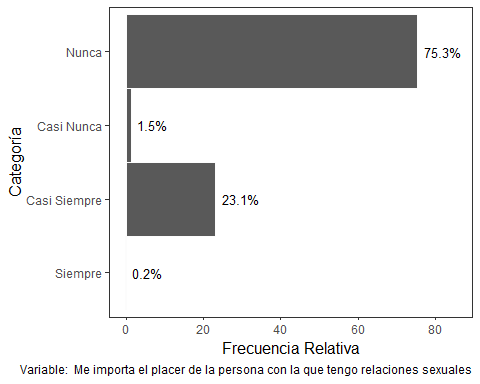 Nunca
75.3%
Casi Nunca
1.5%
Casi Siempre
23.1%
Siempre
0.2%
Categoría
0 20 40 60 80
Frecuencia Relativa
Variable: Me importa el placer de la persona con la que tengo relaciones sexuales